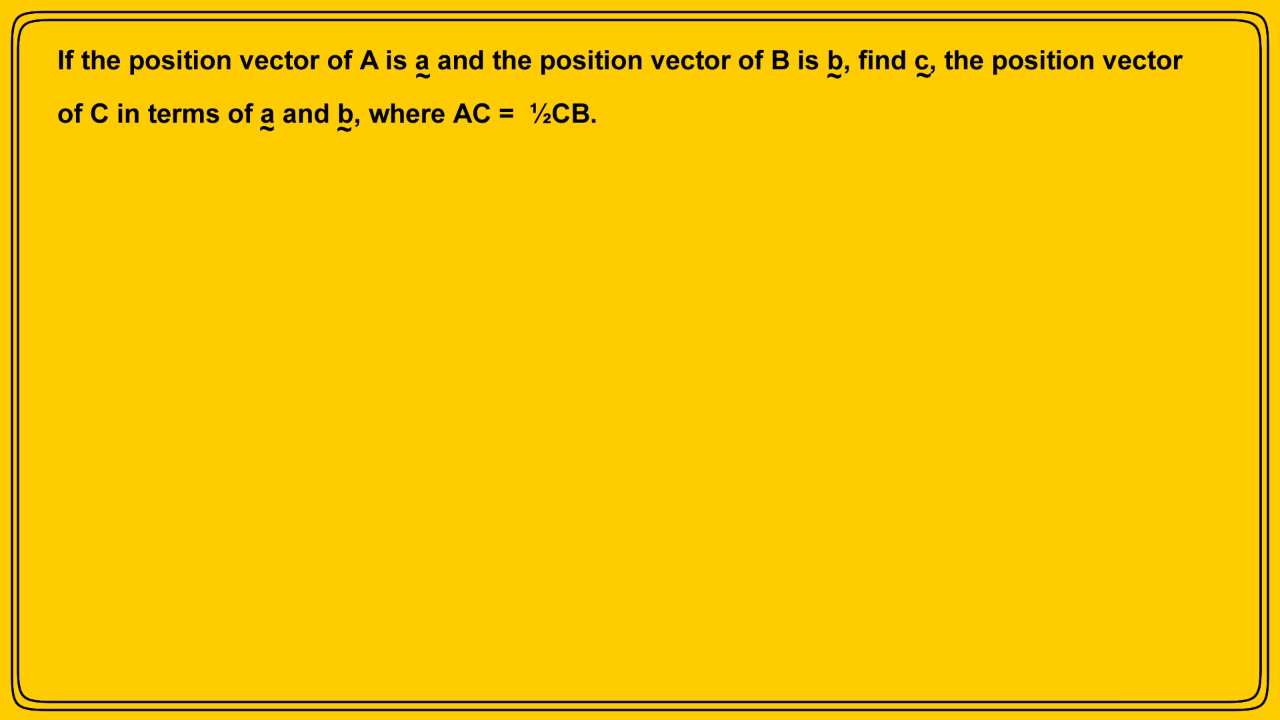 If the position vector of A is a̰ and the position vector of B is b̰, find c̰, the position vector
of C in terms of a̰ and b̰, where AC = ½CB.